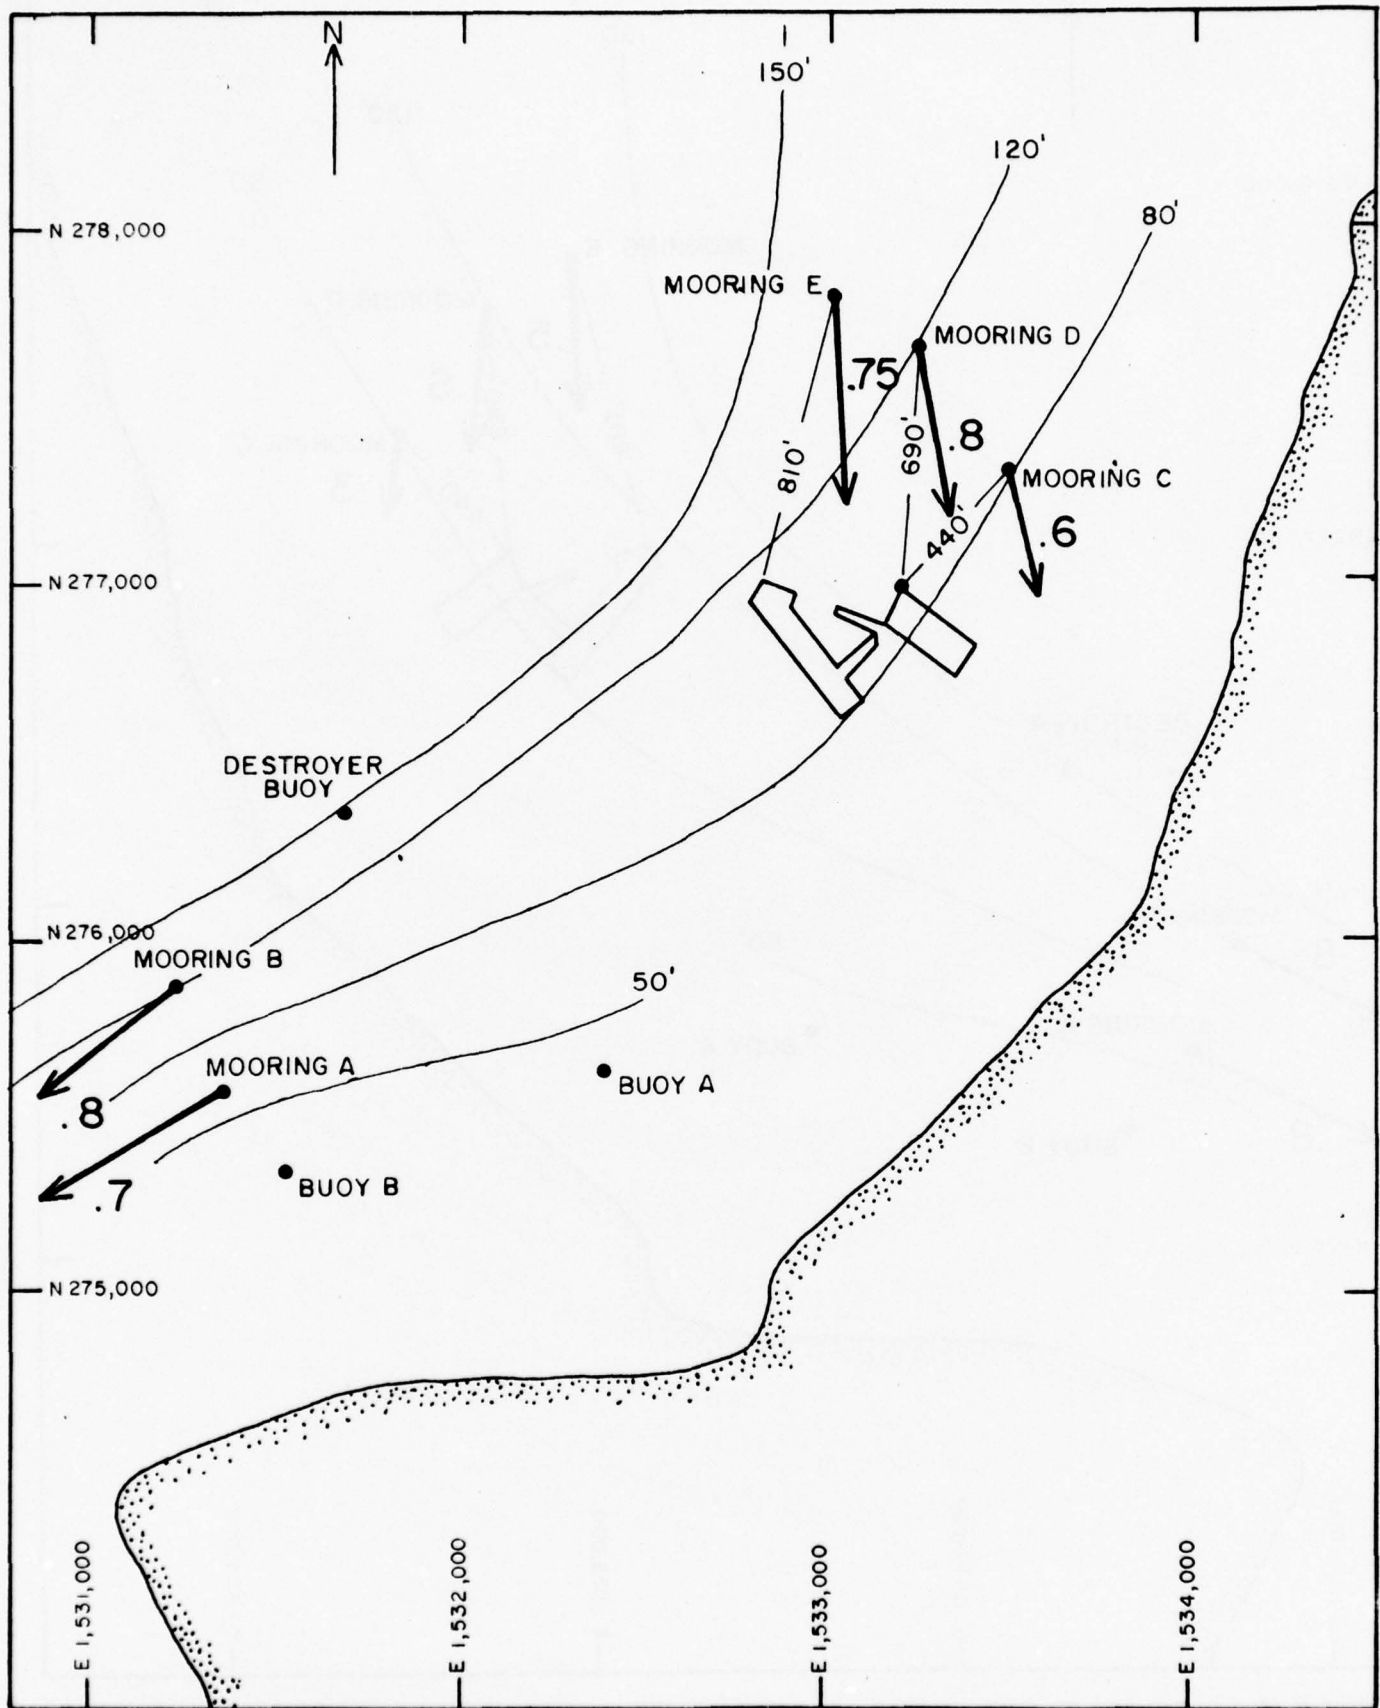 N
150'
120'
80'
N 278,000
MOORING E
MOORING D
.75
.8
690'
810'
MOORING C
440'
.6
N 277,000
DESTROYER
BUOY
N 276,000
MOORING B
50'
MOORING A
BUOY A
.8
.7
BUOY B
N 275,000
E 1,531,000
E 1,532,000
E 1,533,000
E 1,534,000